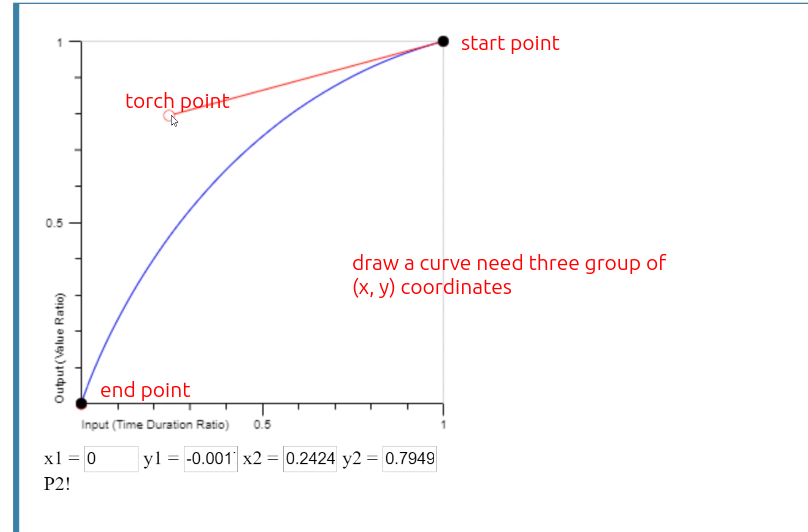 1
start point
torch point
0.5
draw a curve need three group of
(x, y) coordinates
Output (Value Ratio)
end point
Input (Time Duration Ratio) 0.5 1
x1 = 0 y1 = -0.001 x2 = 0.2424 y2 = 0.7949
P2!